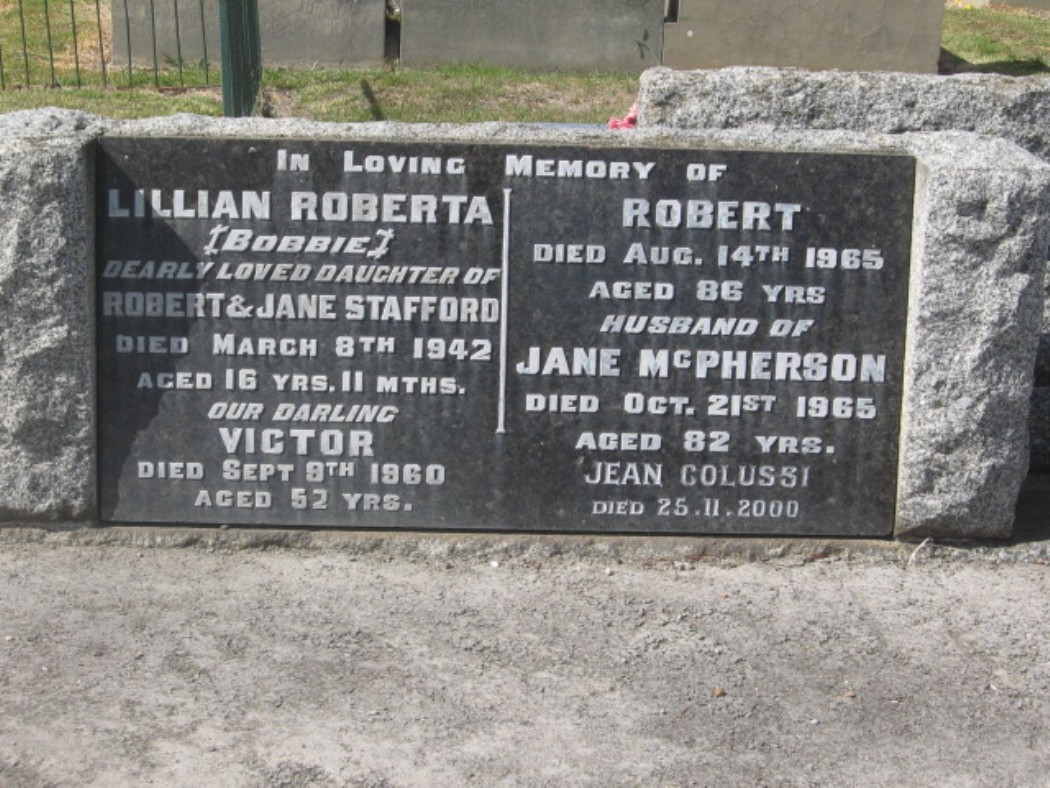 IN LOVING MEMORY OF
LILLIAN ROBERTA
[BOBBIE]
DEARLY LOVED DAUGHTER OF
ROBERT & JANE STAFFORD
DIED MARCH 8TH 1942
AGED 16 YRS. 11 MTHS.
OUR DARLING
VICTOR
DIED SEPT 9TH 1960
AGED 52 YRS.
ROBERT
DIED AUG. 14TH 1965
AGED 86 YRS
HUSBAND OF
JANE MCPHERSON
DIED OCT. 21ST 1965
AGED 82 YRS.
JEAN COLUSSI
DIED 25.11.2000